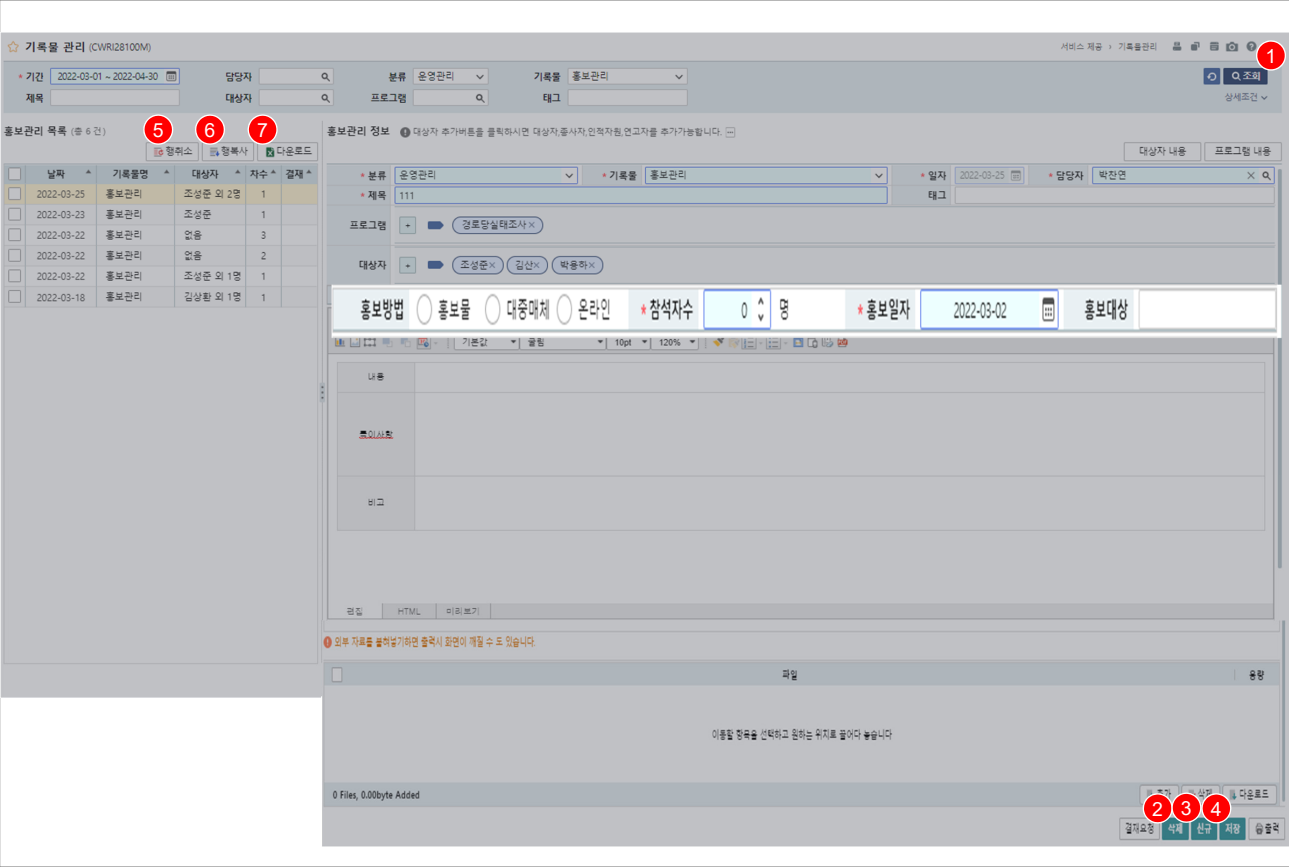 기록물 관리 (CWRI28100M)
서비스 제공 › 기록물관리
1
* 기간 2022-03-01 ~ 2022-04-30 담당자 분류 운영관리 기록물 홍보관리 조회
제목 대상자 프로그램 태그 상세조건
홍보관리 목록 (총 6 건)
5 6 7
행취소 행복사 다운로드
날짜 기록물명 대상자 차수 결재
2022-03-25 홍보관리 조성준 외 2명 1
2022-03-23 홍보관리 조성준 1
2022-03-22 홍보관리 없음 3
2022-03-22 홍보관리 없음 2
2022-03-22 홍보관리 조성준 외 1명 1
2022-03-18 홍보관리 김상환 외 1명 1
홍보관리 정보 대상자 추가버튼을 클릭하시면 대상자,종사자,인적자원,연고자를 추가가능합니다.
대상자 내용 프로그램 내용
* 분류 운영관리 * 기록물 홍보관리 * 일자 2022-03-25 * 담당자 박찬연
* 제목 111 태그
프로그램 + 경로당실태조사×
대상자 + 조성준× 김산× 박용하×
홍보방법 홍보물 대중매체 온라인 * 참석자수 0 명 * 홍보일자 2022-03-02 홍보대상
기본값 굴림 10pt 120%
내용
특이사항
비고
편집 HTML 미리보기
외부 자료를 붙혀넣기하면 출력시 화면이 깨질 수 도 있습니다.
파일 용량
이동할 항목을 선택하고 원하는 위치로 끌어다 놓습니다
0 Files, 0.00byte Added
추가 삭제 다운로드
2 3 4
결재요청 삭제 신규 저장 출력